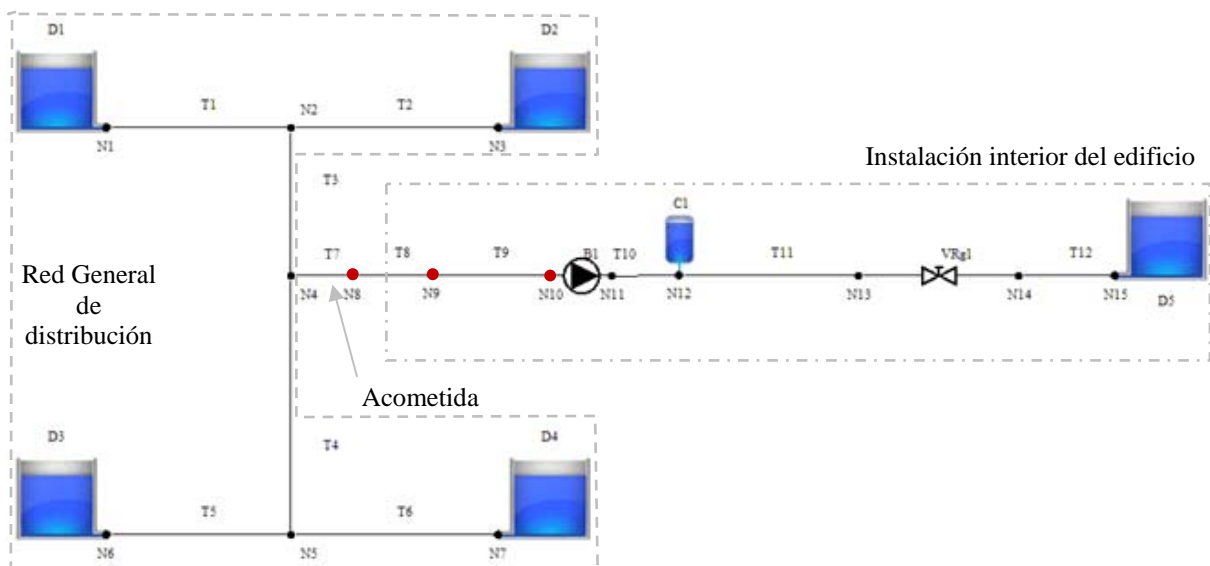 D1
D2
T1
N2
T2
N1
N3
Instalación interior del edificio
T3
C1
T7
T8
T9
B1
T10
T11
VRg1
T12
Red General
de
distribución
N4
N8
N9
N10
N11
N12
N13
N14
N15
D5
Acometida
D3
T4
D4
T5
T6
N6
N5
N7